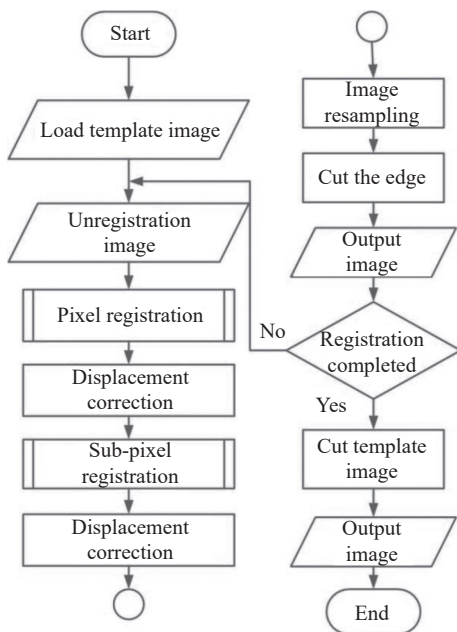 Start
Load template image
Unregistration
image
Pixel registration
Displacement
correction
Sub-pixel
registration
Displacement
correction
Image
resampling
Cut the edge
Output
image
No
Registration
completed
Yes
Cut template
image
Output
image
End